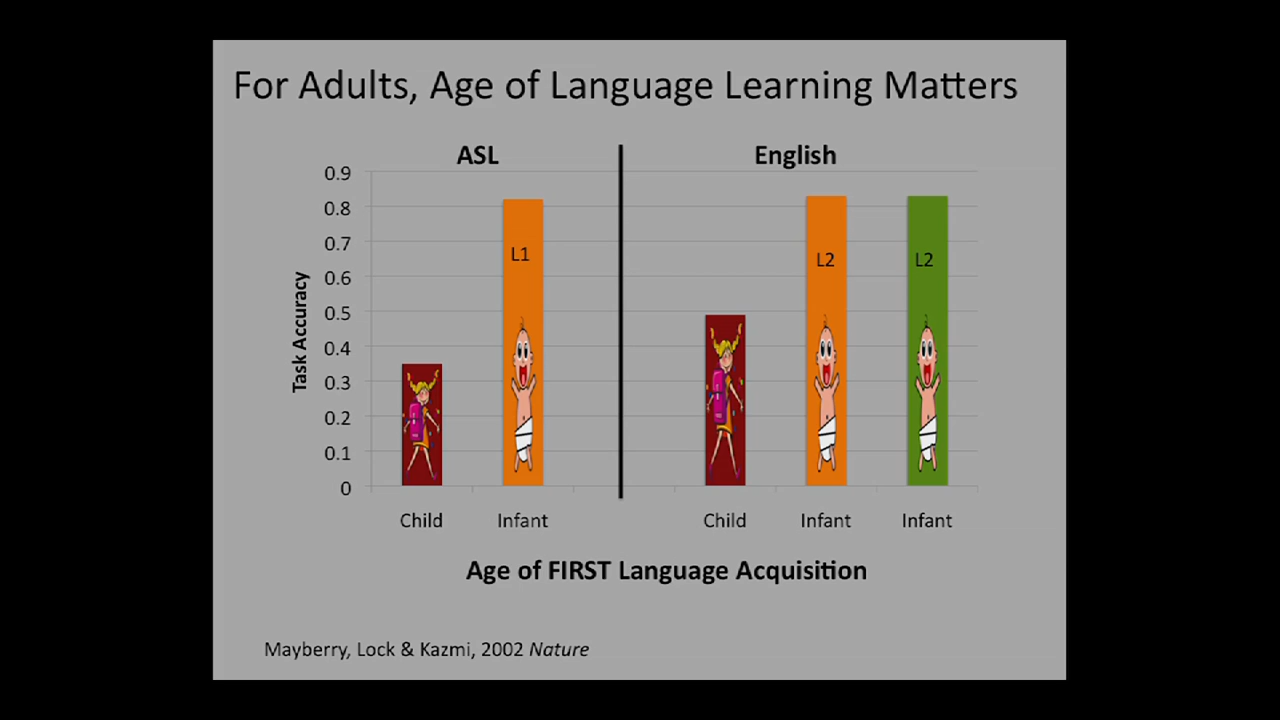 For Adults, Age of Language Learning Matters
ASL
English
0.9
0.8
0.7
0.6
0.5
0.4
0.3
0.2
0.1
0
Task Accuracy
L1
L2
L2
Child
Infant
Child
Infant
Infant
Age of FIRST Language Acquisition
Mayberry, Lock & Kazmi, 2002 Nature